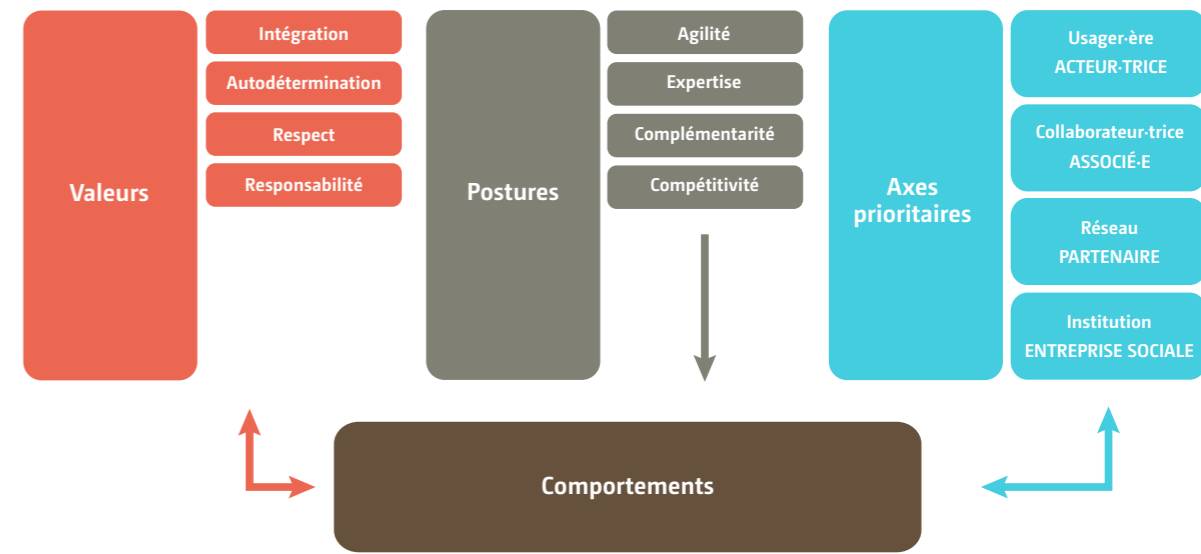 Valeurs
Intégration
Autodétermination
Respect
Responsabilité
Postures
Agilité
Expertise
Complémentarité
Compétitivité
Axes
prioritaires
Usager·ère
ACTEUR·TRICE
Collaborateur·trice
ASSOCIÉ·E
Réseau
PARTENAIRE
Institution
ENTREPRISE SOCIALE
Comportements